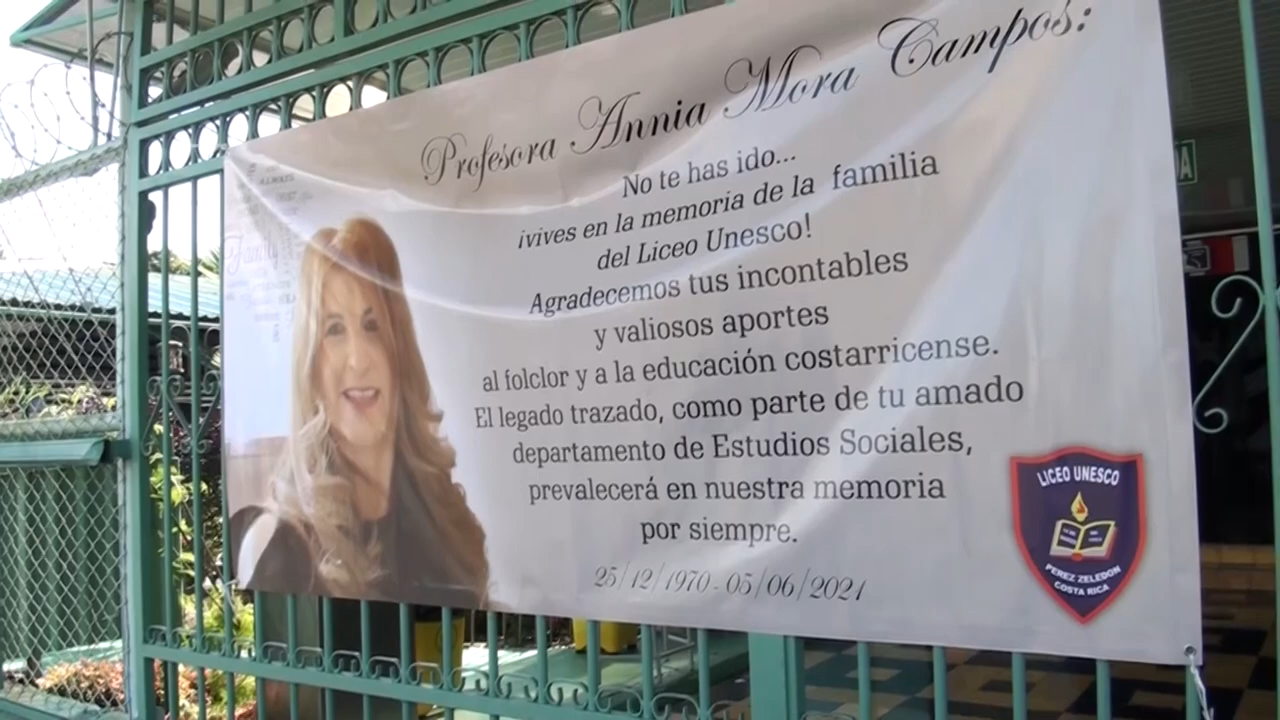 Profesora Annia Mora Campos:
No te has ido...
¡vives en la memoria de la familia
del Liceo Unesco!
Agradecemos tus incontables
y valiosos aportes
al folclor y a la educación costarricense.
El legado trazado, como parte de tu amado
departamento de Estudios Sociales,
prevalecerá en nuestra memoria
por siempre.
25/12/1970 - 05/06/2021
LICEO UNESCO
PEREZ ZELEDON
COSTA RICA
ALWAYS
Family